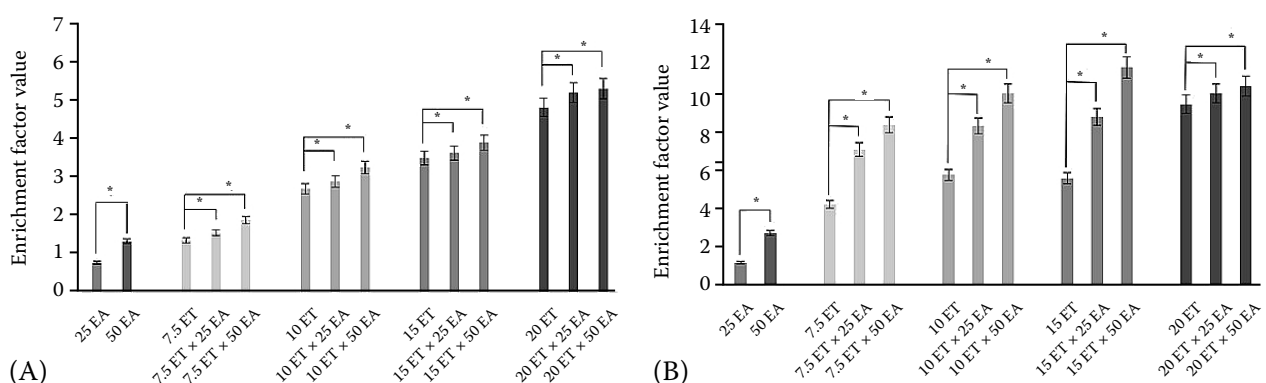 Enrichment factor value
7
6
5
4
3
2
1
0
*
*
*
*
*
*
*
*
*
25 EA
50 EA
7.5 ET
7.5 ET × 25 EA
7.5 ET × 50 EA
10 ET
10 ET × 25 EA
10 ET × 50 EA
15 ET
15 ET × 25 EA
15 ET × 50 EA
20 ET
20 ET × 25 EA
20 ET × 50 EA
(A)
Enrichment factor value
14
12
10
8
6
4
2
0
*
*
*
*
*
*
*
*
*
25 EA
50 EA
7.5 ET
7.5 ET × 25 EA
7.5 ET × 50 EA
10 ET
10 ET × 25 EA
10 ET × 50 EA
15 ET
15 ET × 25 EA
15 ET × 50 EA
20 ET
20 ET × 25 EA
20 ET × 50 EA
(B)